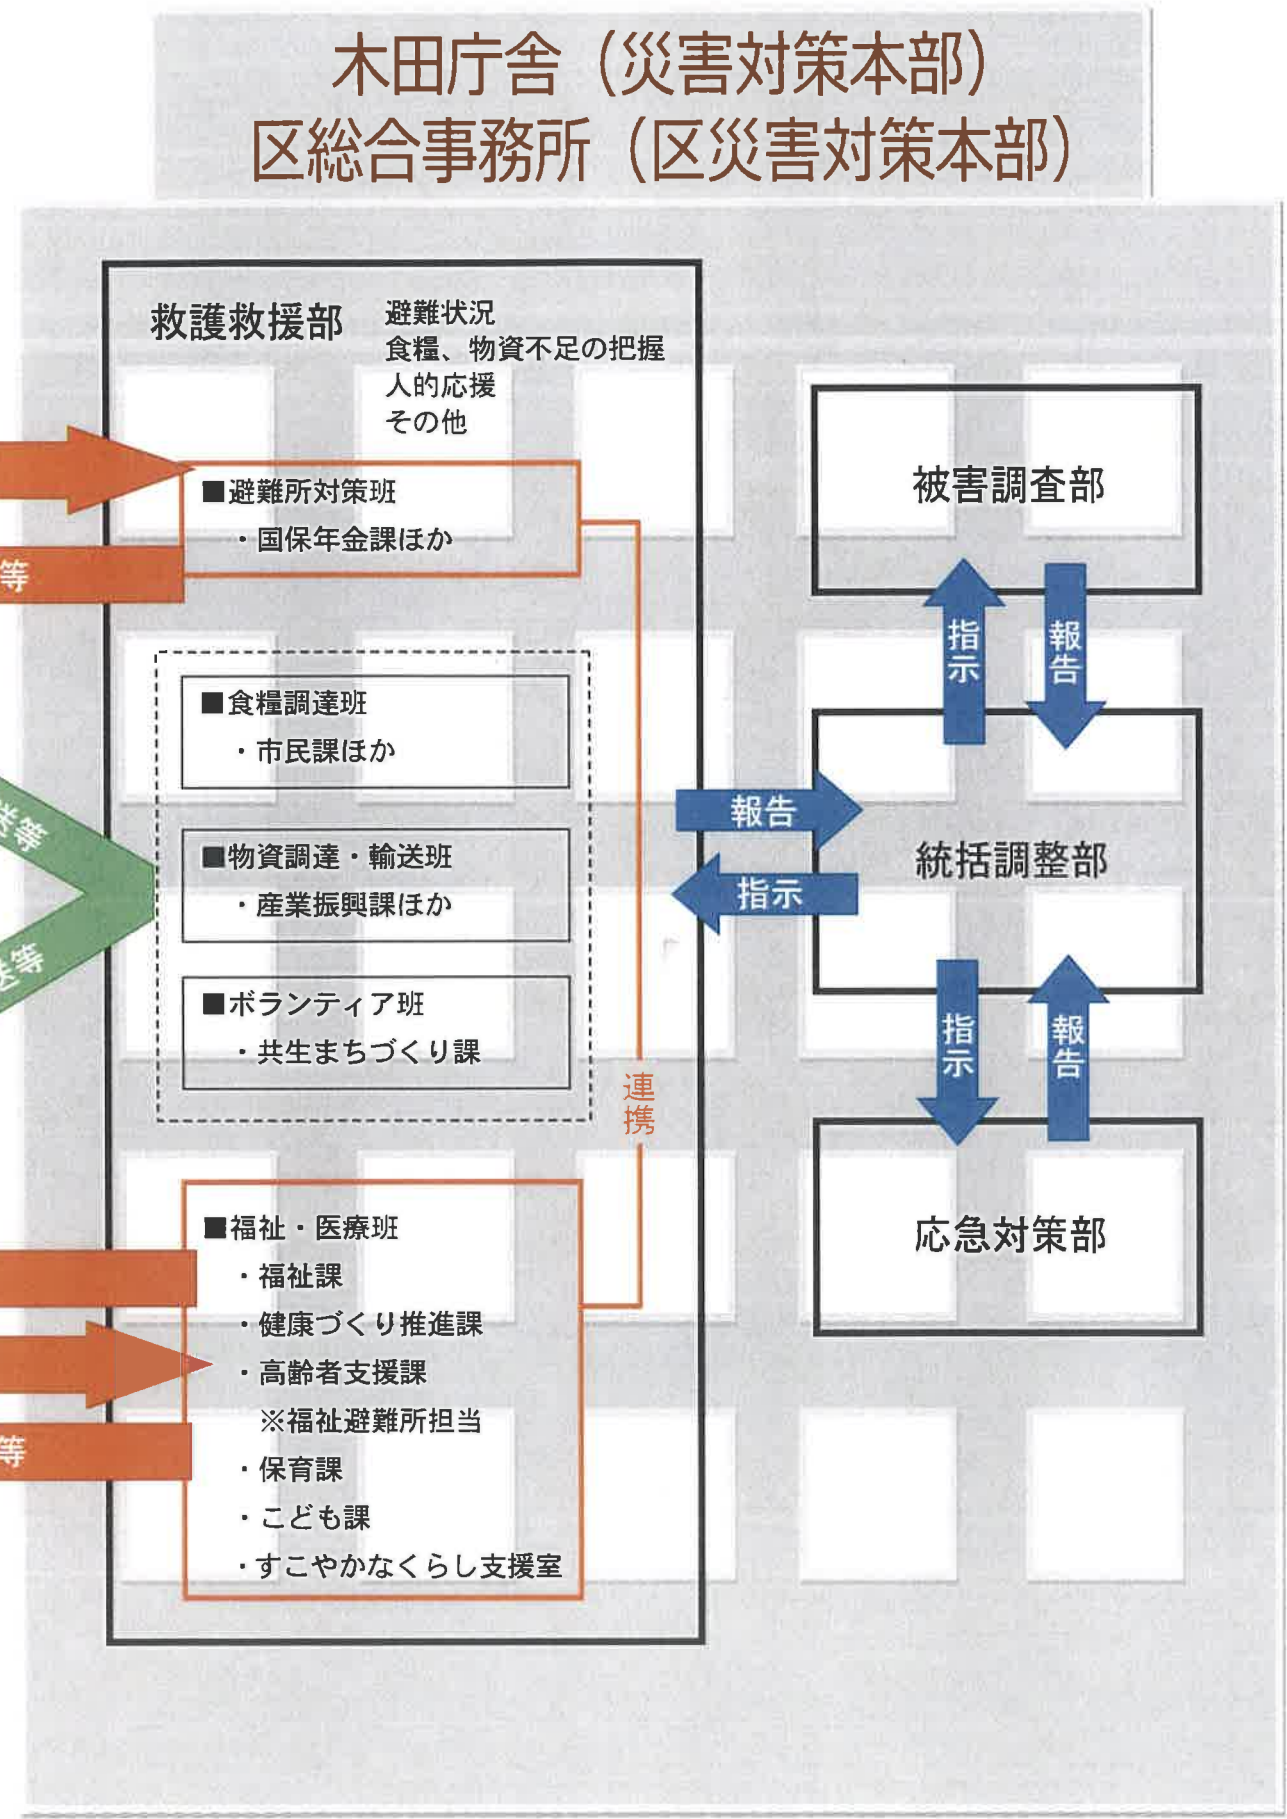 木田庁舎（災害対策本部）
区総合事務所（区災害対策本部）
救護救援部
避難状況
食糧、物資不足の把握
人的応援
その他
■避難所対策班
・国保年金課ほか
等
■食糧調達班
・市民課ほか
■物資調達・輸送班
・産業振興課ほか
■ボランティア班
・共生まちづくり課
送等
送等
連携
■福祉・医療班
・福祉課
・健康づくり推進課
・高齢者支援課
※福祉避難所担当
・保育課
・こども課
・すこやかなくらし支援室
等
被害調査部
指示
報告
報告
指示
統括調整部
指示
報告
応急対策部